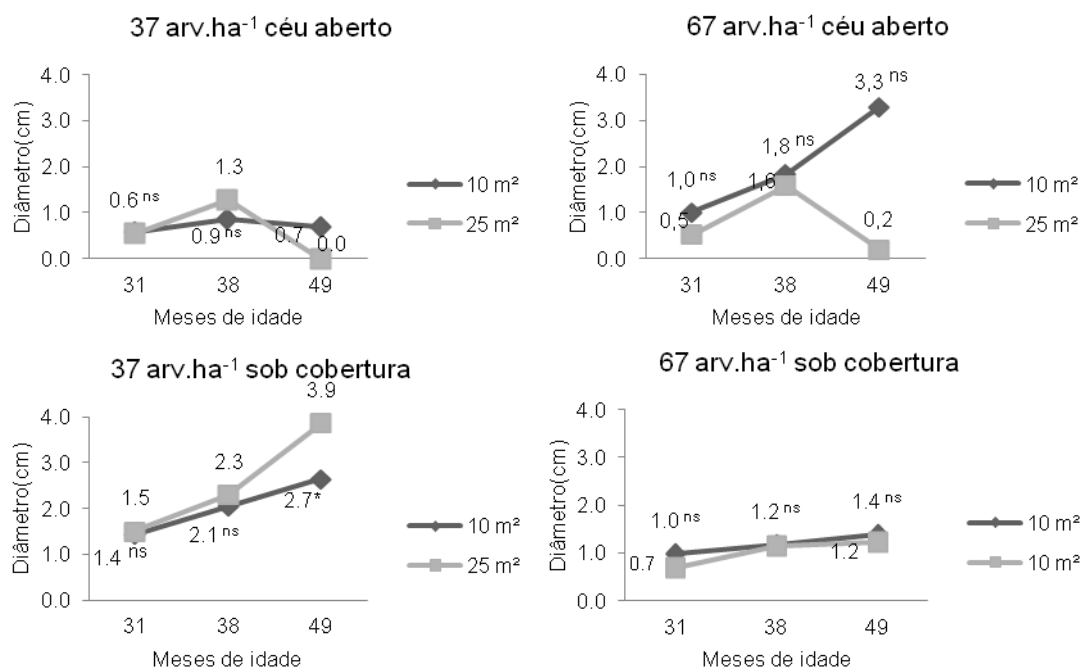 37 arv.ha⁻¹ céu aberto
Diâmetro(cm)
4.0
3.0
2.0
1.0
0.0
0.6 ns
1.3
0.9 ns
0.7
0.0
31 38 49
Meses de idade
10 m²
25 m²
67 arv.ha⁻¹ céu aberto
Diâmetro(cm)
4.0
3.0
2.0
1.0
0.0
1,0 ns
0,5
1,8 ns
1,6
3,3 ns
0,2
31 38 49
Meses de idade
10 m²
25 m²
37 arv.ha⁻¹ sob cobertura
Diâmetro(cm)
4.0
3.0
2.0
1.0
0.0
1.5
1.4 ns
2.3
2.1 ns
3.9
2.7*
31 38 49
Meses de idade
10 m²
25 m²
67 arv.ha⁻¹ sob cobertura
Diâmetro(cm)
4.0
3.0
2.0
1.0
0.0
1.0 ns
0.7
1.2 ns
1.4 ns
1.2
31 38 49
Meses de idade
10 m²
10 m²